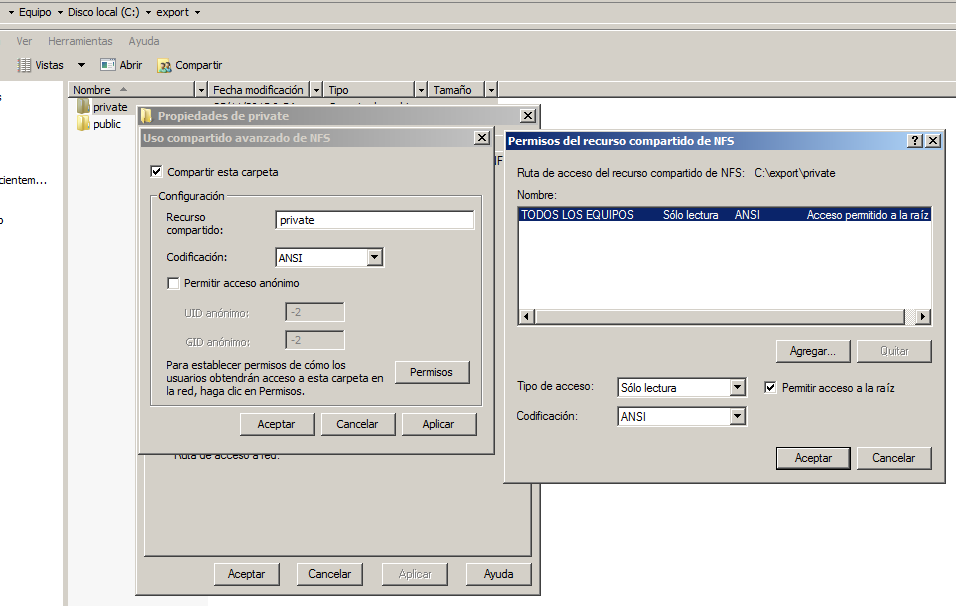 Equipo Disco local (C:) export
Ver Herramientas Ayuda
Vistas Abrir Compartir
Nombre Fecha modificación Tipo Tamaño
private
public
cientem...
Propiedades de private
Uso compartido avanzado de NFS
Compartir esta carpeta
Configuración
Recurso
compartido:
private
Codificación:
ANSI
Permitir acceso anónimo
UID anónimo:
-2
GID anónimo:
-2
Para establecer permisos de cómo los
usuarios obtendrán acceso a esta carpeta en
la red, haga clic en Permisos.
Permisos
Aceptar Cancelar Aplicar
Ruta de acceso a red:
Aceptar Cancelar Aplicar Ayuda
Permisos del recurso compartido de NFS
Ruta de acceso del recurso compartido de NFS: C:\export\private
Nombre:
TODOS LOS EQUIPOS Sólo lectura ANSI Acceso permitido a la raíz
Agregar... Quitar
Tipo de acceso: Sólo lectura Permitir acceso a la raíz
Codificación: ANSI
Aceptar Cancelar